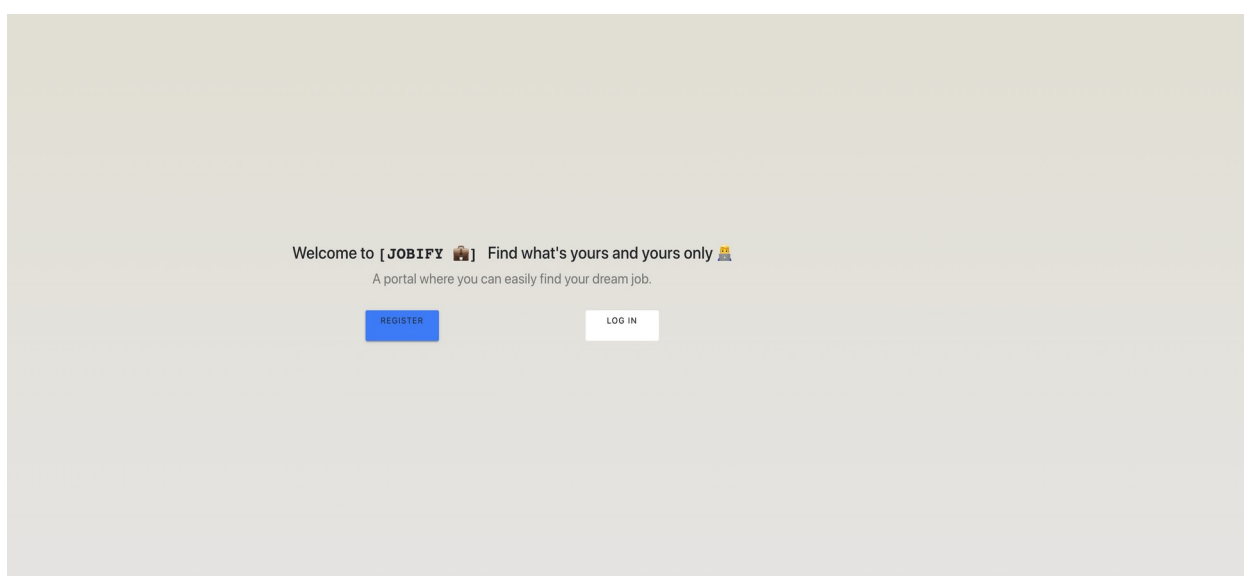 Welcome to [JOBIFY 💼] Find what's yours and yours only 👨‍💻
A portal where you can easily find your dream job.
REGISTER
LOG IN